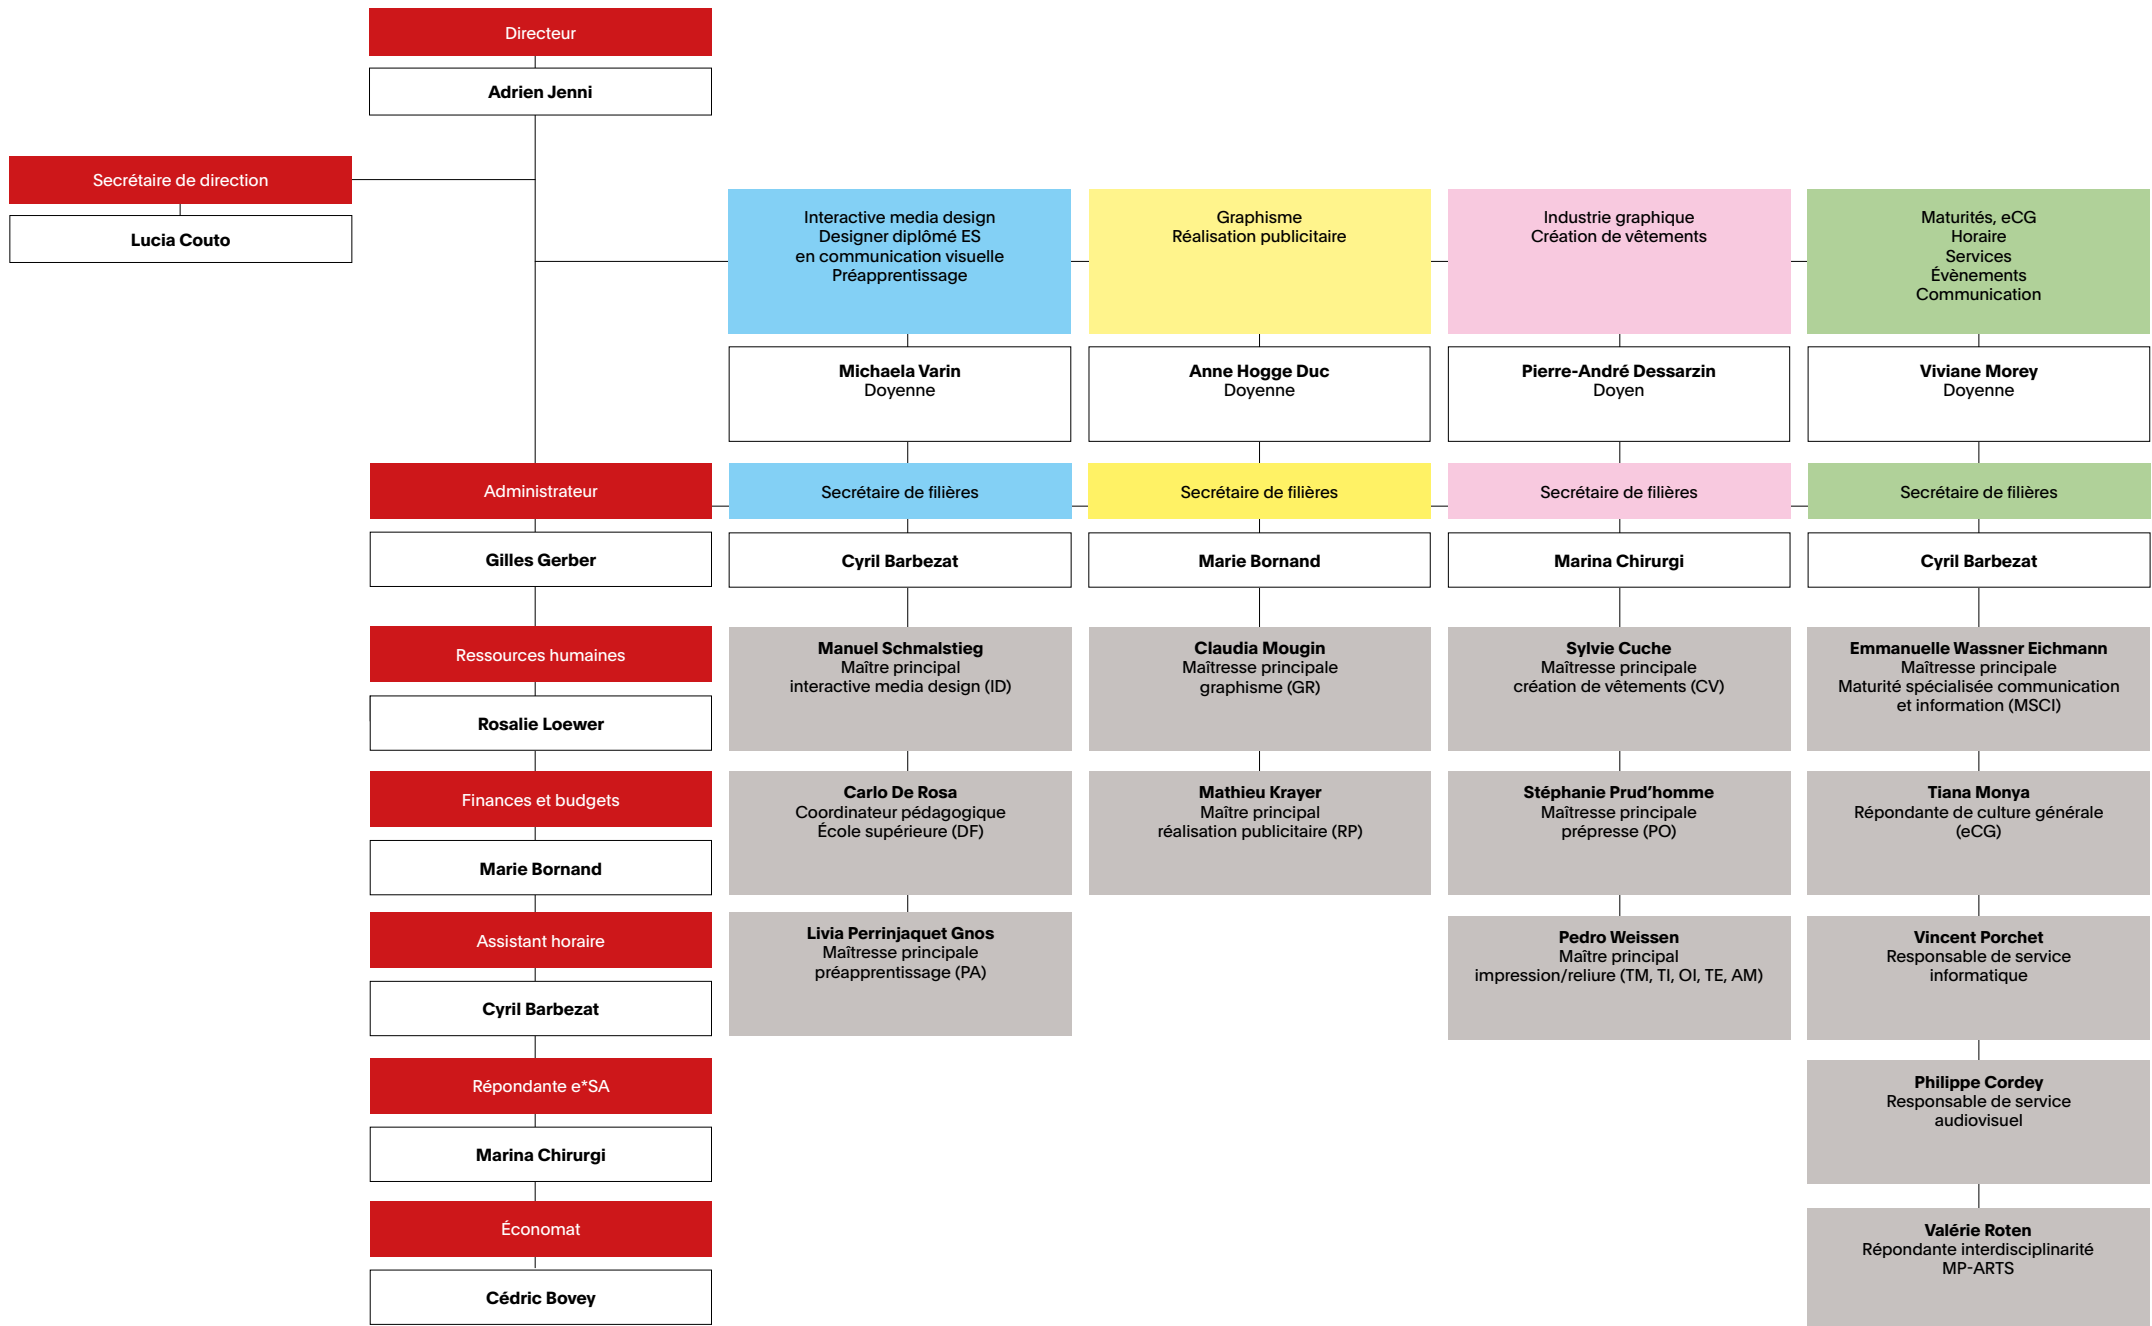 Directeur
Adrien Jenni
Secrétaire de direction
Lucia Couto
Interactive media design
Designer diplômé ES
en communication visuelle
Préapprentissage
Graphisme
Réalisation publicitaire
Industrie graphique
Création de vêtements
Maturités, eCG
Horaire
Services
Évènements
Communication
Michaela Varin
Doyenne
Anne Hogge Duc
Doyenne
Pierre-André Dessarzin
Doyen
Viviane Morey
Doyenne
Administrateur
Secrétaire de filières
Secrétaire de filières
Secrétaire de filières
Secrétaire de filières
Gilles Gerber
Cyril Barbezat
Marie Bornand
Marina Chirurgi
Cyril Barbezat
Ressources humaines
Rosalie Loewer
Manuel Schmalstieg
Maître principal
interactive media design (ID)
Claudia Mougin
Maîtresse principale
graphisme (GR)
Sylvie Cuche
Maîtresse principale
création de vêtements (CV)
Emmanuelle Wassner Eichmann
Maîtresse principale
Maturité spécialisée communication
et information (MSCI)
Finances et budgets
Marie Bornand
Carlo De Rosa
Coordinateur pédagogique
École supérieure (DF)
Mathieu Krayer
Maître principal
réalisation publicitaire (RP)
Stéphanie Prud'homme
Maîtresse principale
prépresse (PO)
Tiana Monya
Répondante de culture générale
(eCG)
Assistant horaire
Cyril Barbezat
Livia Perrinjaquet Gnos
Maîtresse principale
préapprentissage (PA)
Pedro Weissen
Maître principal
impression/reliure (TM, TI, OI, TE, AM)
Vincent Porchet
Responsable de service
informatique
Répondante e*SA
Marina Chirurgi
Philippe Cordey
Responsable de service
audiovisuel
Économat
Cédric Bovey
Valérie Roten
Répondante interdisciplinarité
MP-ARTS